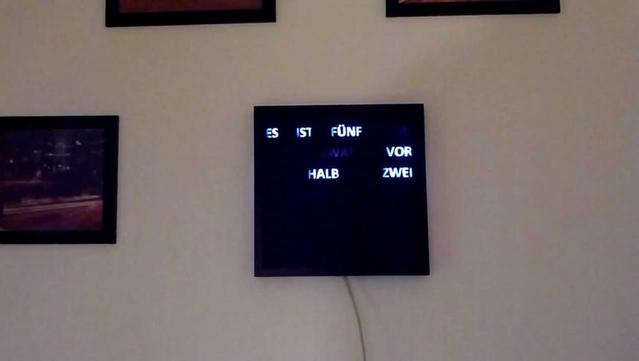 ES IST FÜNF
VOR
HALB ZWEI